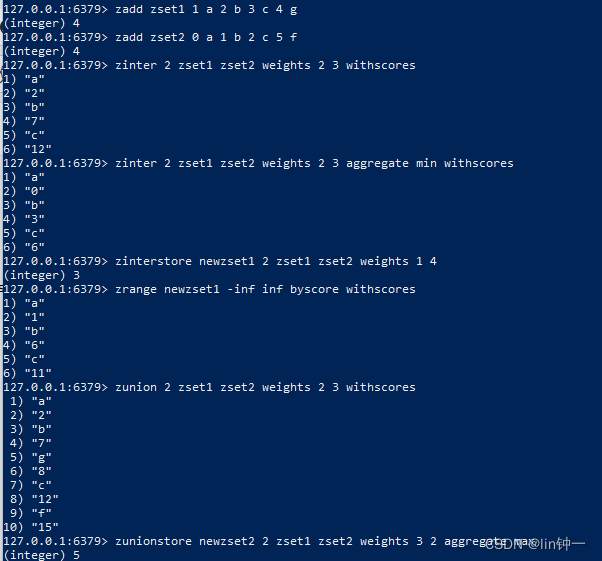 127.0.0.1:6379> zadd zset1 1 a 2 b 3 c 4 g
(integer) 4
127.0.0.1:6379> zadd zset2 0 a 1 b 2 c 5 f
(integer) 4
127.0.0.1:6379> zinter 2 zset1 zset2 weights 2 3 withscores
1) "a"
2) "2"
3) "b"
4) "7"
5) "c"
6) "12"
127.0.0.1:6379> zinter 2 zset1 zset2 weights 2 3 aggregate min withscores
1) "a"
2) "0"
3) "b"
4) "3"
5) "c"
6) "6"
127.0.0.1:6379> zinterstore newzset1 2 zset1 zset2 weights 1 4
(integer) 3
127.0.0.1:6379> zrange newzset1 -inf inf byscore withscores
1) "a"
2) "1"
3) "b"
4) "6"
5) "c"
6) "11"
127.0.0.1:6379> zunion 2 zset1 zset2 weights 2 3 withscores
1) "a"
2) "2"
3) "b"
4) "7"
5) "g"
6) "8"
7) "c"
8) "12"
9) "f"
10) "15"
127.0.0.1:6379> zunionstore newzset2 2 zset1 zset2 weights 3 2 aggregate max
CSDN @lin钟一
(integer) 5